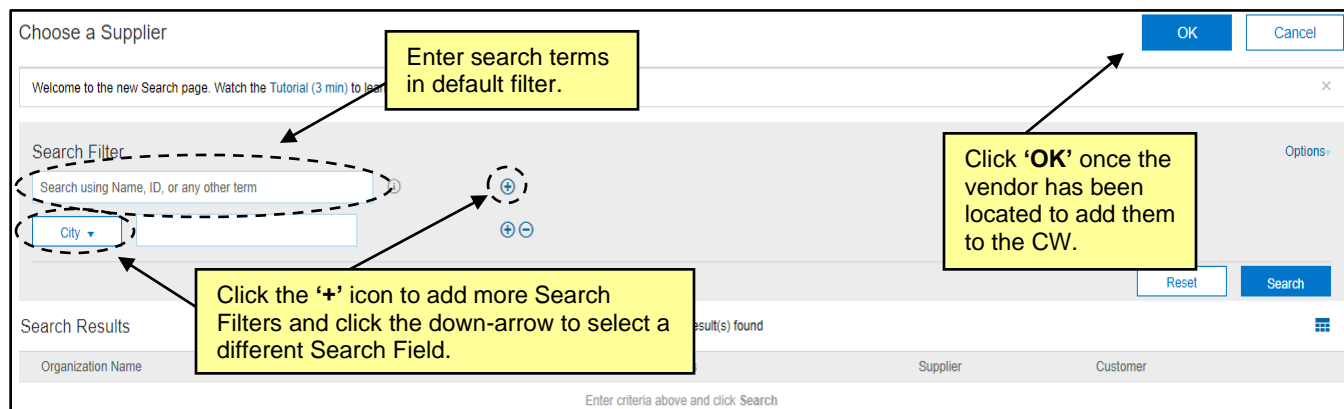 Choose a Supplier
OK
Cancel
Enter search terms
in default filter.
Welcome to the new Search page. Watch the Tutorial (3 min) to
Search Filter
Options
Search using Name, ID, or any other term
City
Click 'OK' once the
vendor has been
located to add them
to the CW.
Click the '+' icon to add more Search
Filters and click the down-arrow to select a
different Search Field.
Reset
Search
Search Results
found
Organization Name
Supplier
Customer
Enter criteria above and click Search